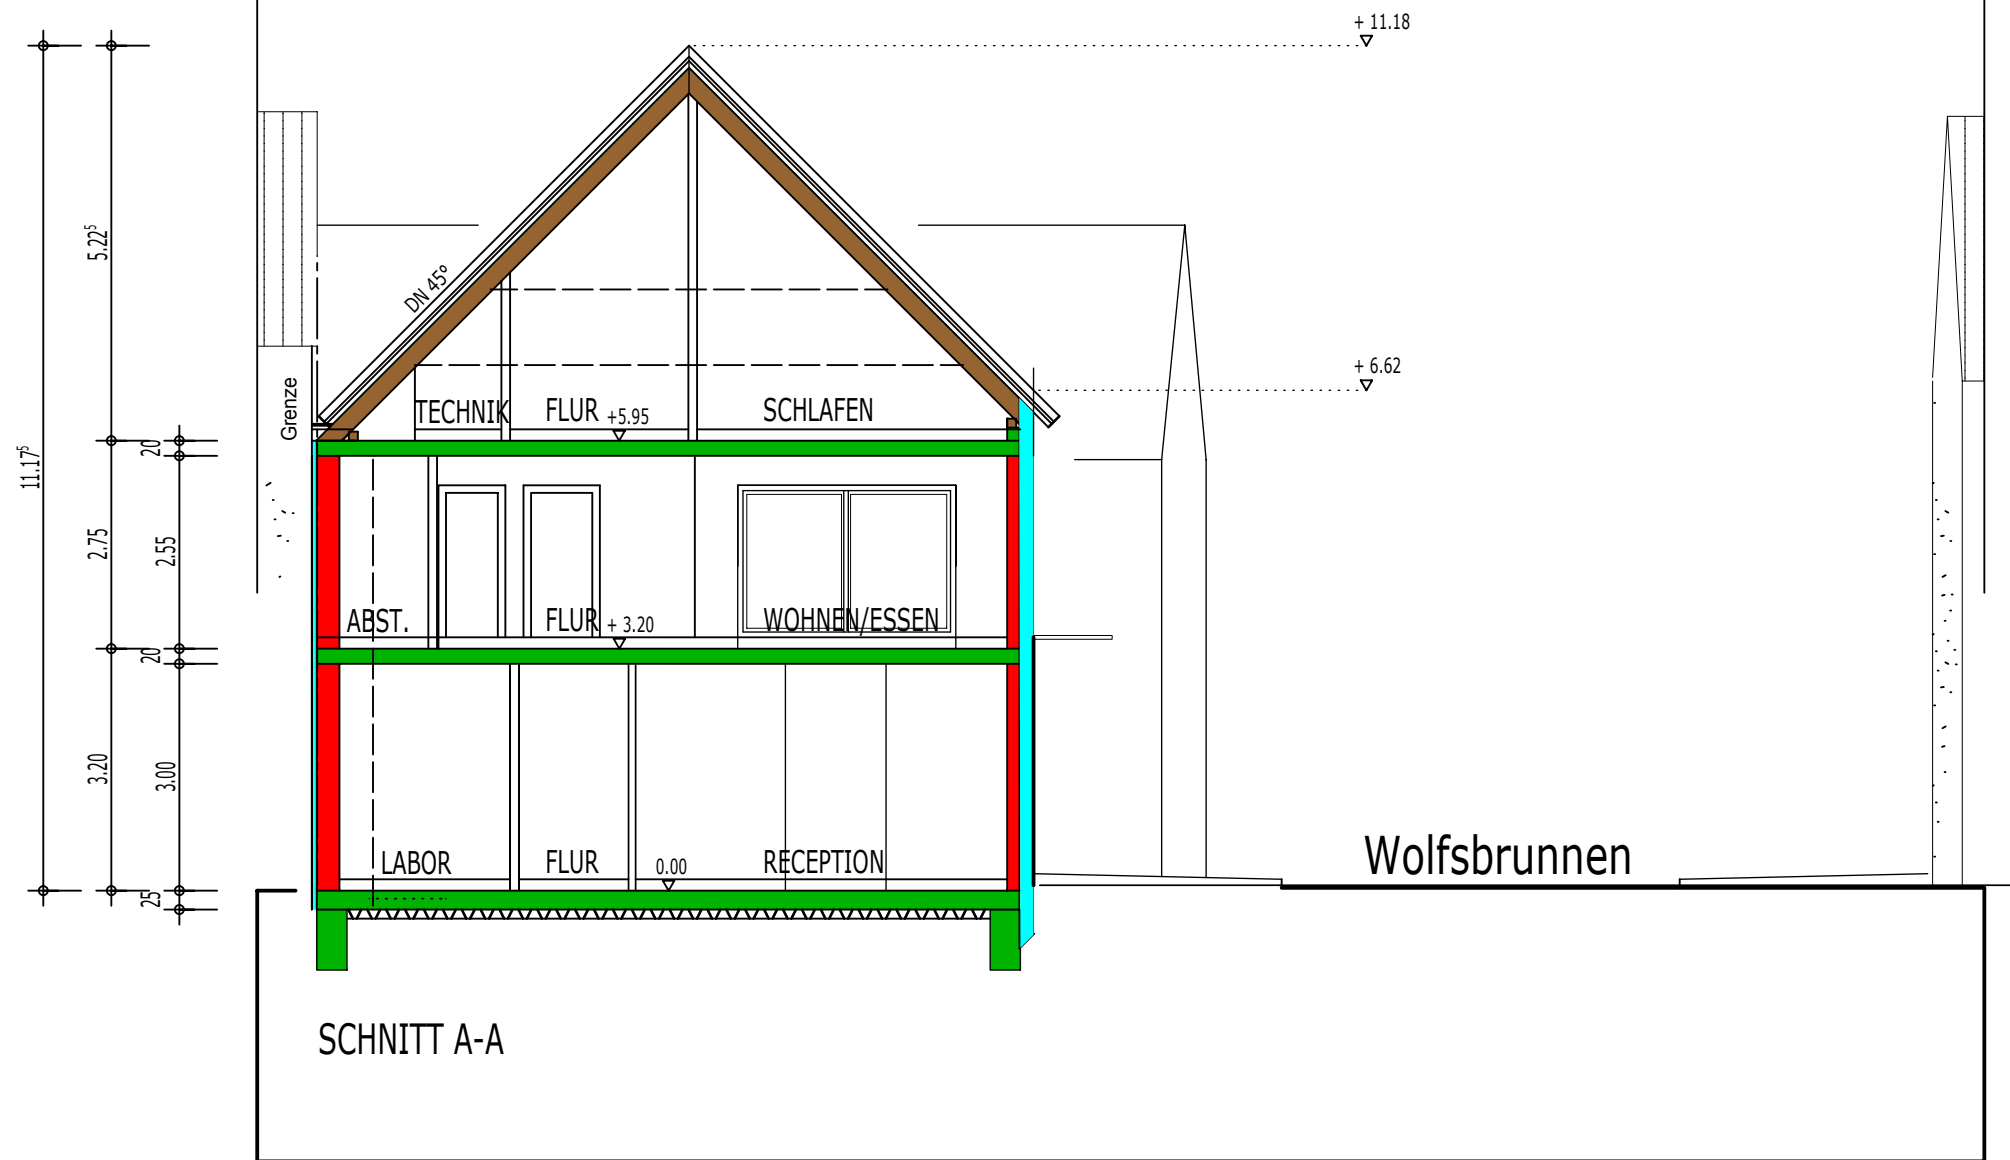 + 11.18
5.22⁵
DN 45°
+ 6.62
Grenze
TECHNIK
FLUR
+5.95
SCHLAFEN
20
11.17⁵
2.75
2.55
ABST.
FLUR
+ 3.20
WOHNEN/ESSEN
20
3.20
3.00
LABOR
FLUR
0.00
RECEPTION
Wolfsbrunnen
25
SCHNITT A-A